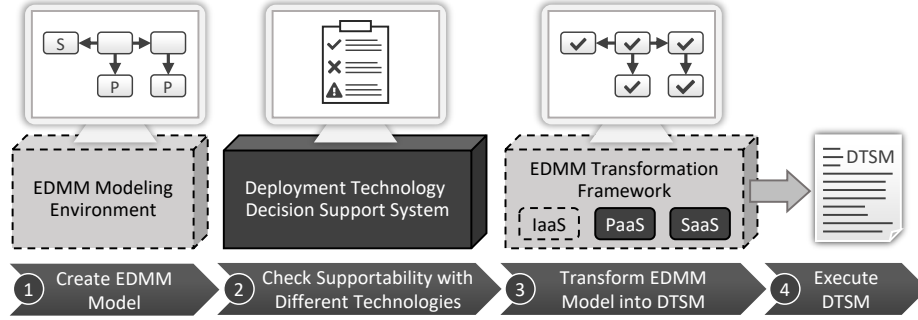 S
P
P
EDMM Modeling
Environment
Deployment Technology
Decision Support System
EDMM Transformation
Framework
IaaS
PaaS
SaaS
DTSM
1
Create EDMM
Model
2
Check Supportability with
Different Technologies
3
Transform EDMM
Model into DTSM
4
Execute
DTSM